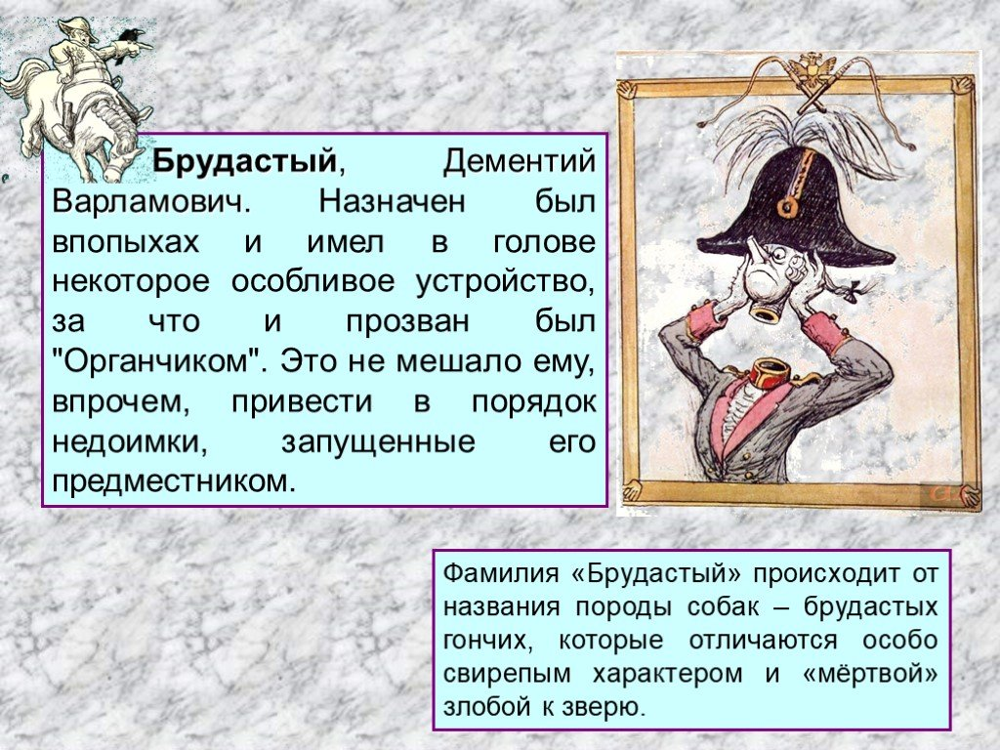 Брудастый, Дементий
Варламович. Назначен был
впопыхах и имел в голове
некоторое особливое устройство,
за что и прозван был
"Органчиком". Это не мешало ему,
впрочем, привести в порядок
недоимки, запущенные его
предместником.
Фамилия «Брудастый» происходит от
названия породы собак – брудастых
гончих, которые отличаются особо
свирепым характером и «мёртвой»
злобой к зверю.